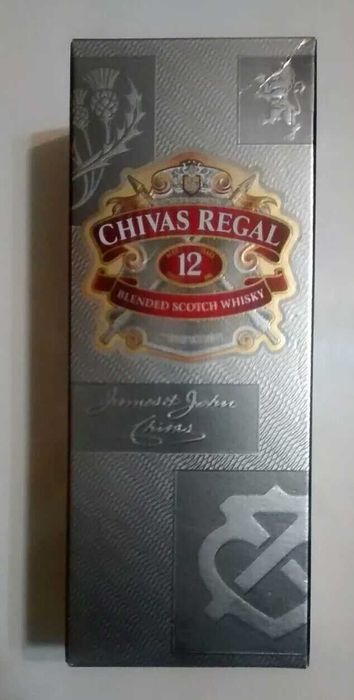 CHIVAS REGAL
12
BLENDED SCOTCH WHISKY
James & John
Chivas